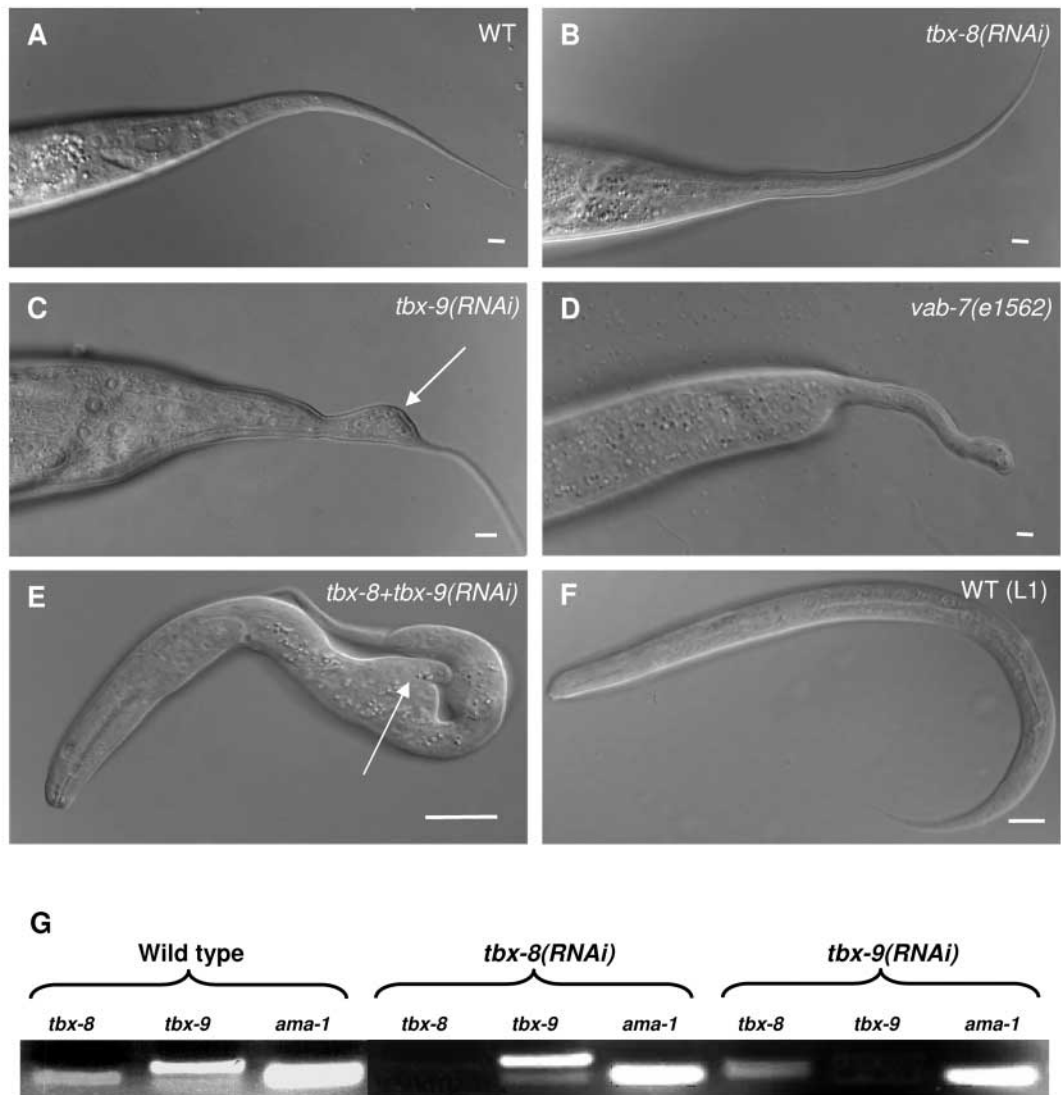 A
WT
B
tbx-8(RNAi)
C
tbx-9(RNAi)
D
vab-7(e1562)
E
tbx-8+tbx-9(RNAi)
F
WT (L1)
G
Wild type
tbx-8(RNAi)
tbx-9(RNAi)
tbx-8 tbx-9 ama-1 tbx-8 tbx-9 ama-1 tbx-8 tbx-9 ama-1